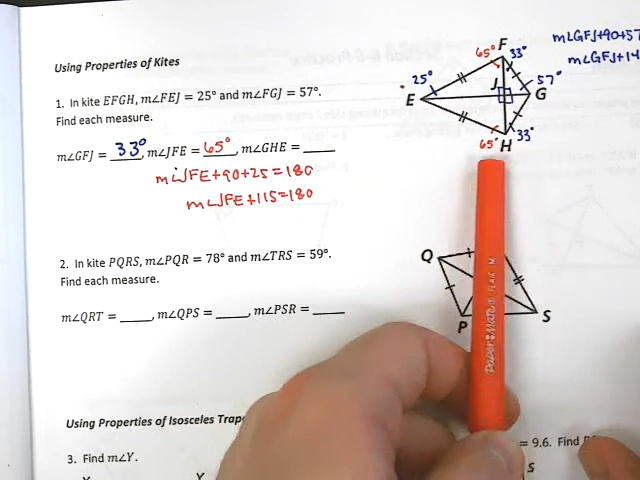 Using Properties of Kites
1. In kite EFGH, m∠FEJ = 25° and m∠FGJ = 57°.
Find each measure.
m∠GFJ = 33°, m∠JFE = 65°, m∠GHE = ____
m∠JFE+90+25=180
m∠JFE+115=180
F
65° 33°
25° J 57°
E G
65° H 33°
m∠GFJ+90+57
m∠GFJ+14
2. In kite PQRS, m∠PQR = 78° and m∠TRS = 59°.
Find each measure.
m∠QRT = ____, m∠QPS = ____, m∠PSR = ____
Q
P S
PaperMate FLAIR M
Using Properties of Isosceles Trap
3. Find m∠Y.
= 9.6. Find
Y S